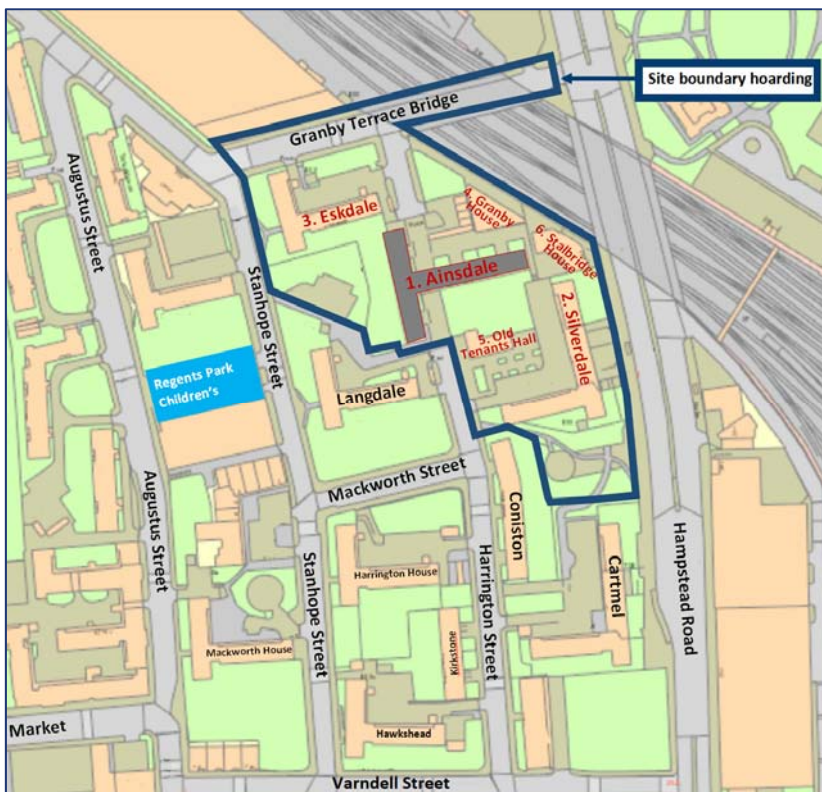 Site boundary hoarding
Granby Terrace Bridge
Augustus Street
3. Eskdale
4. Granby
House
6. Stalbridge
House
1. Ainsdale
Stanhope Street
2. Silverdale
5. Old
Tenants Hall
Regents Park
Children's
Langdale
Mackworth Street
Augustus Street
Coniston
Hampstead Road
Stanhope Street
Harrington Street
Cartmel
Harrington House
Kirkstone
Mackworth House
Hawkshead
Market
Varndell Street